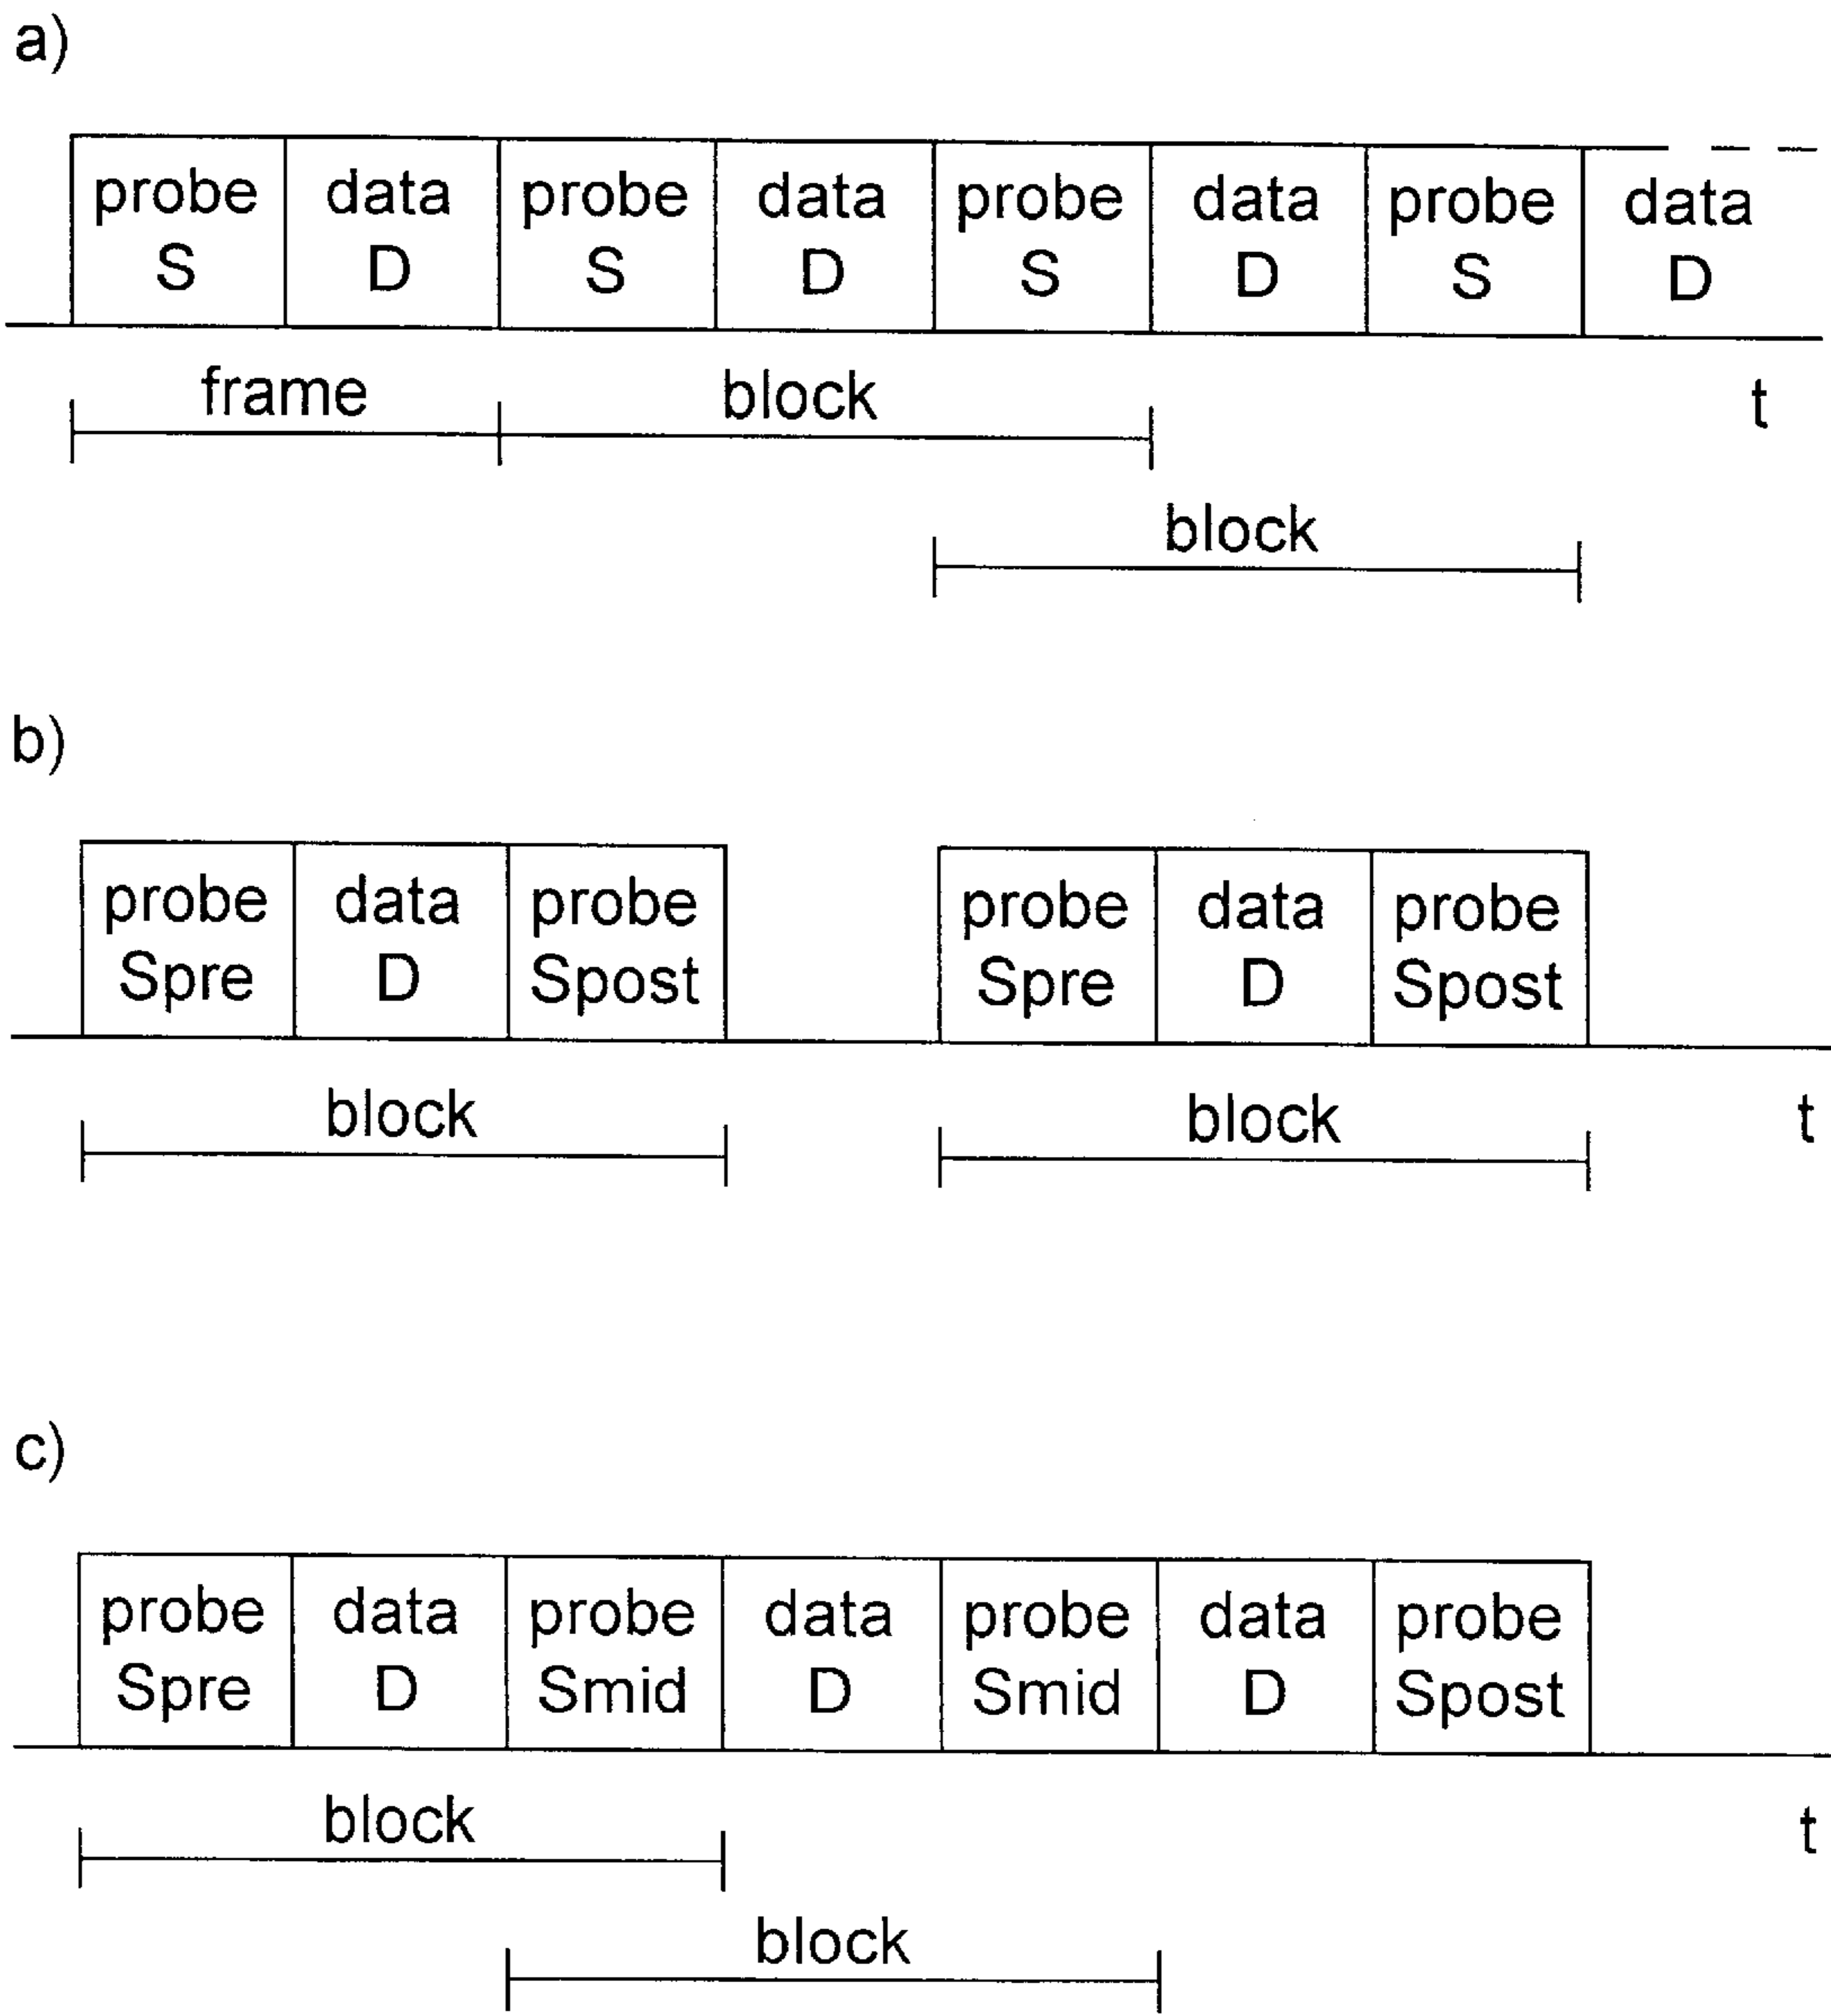 a)
probe data probe data probe data probe data
S D S D S D S D
frame block t
block
b)
probe data probe probe data probe
Spre D Spost Spre D Spost
block block t
c)
probe data probe data probe data probe
Spre D Smid D Smid D Spost
block t
block